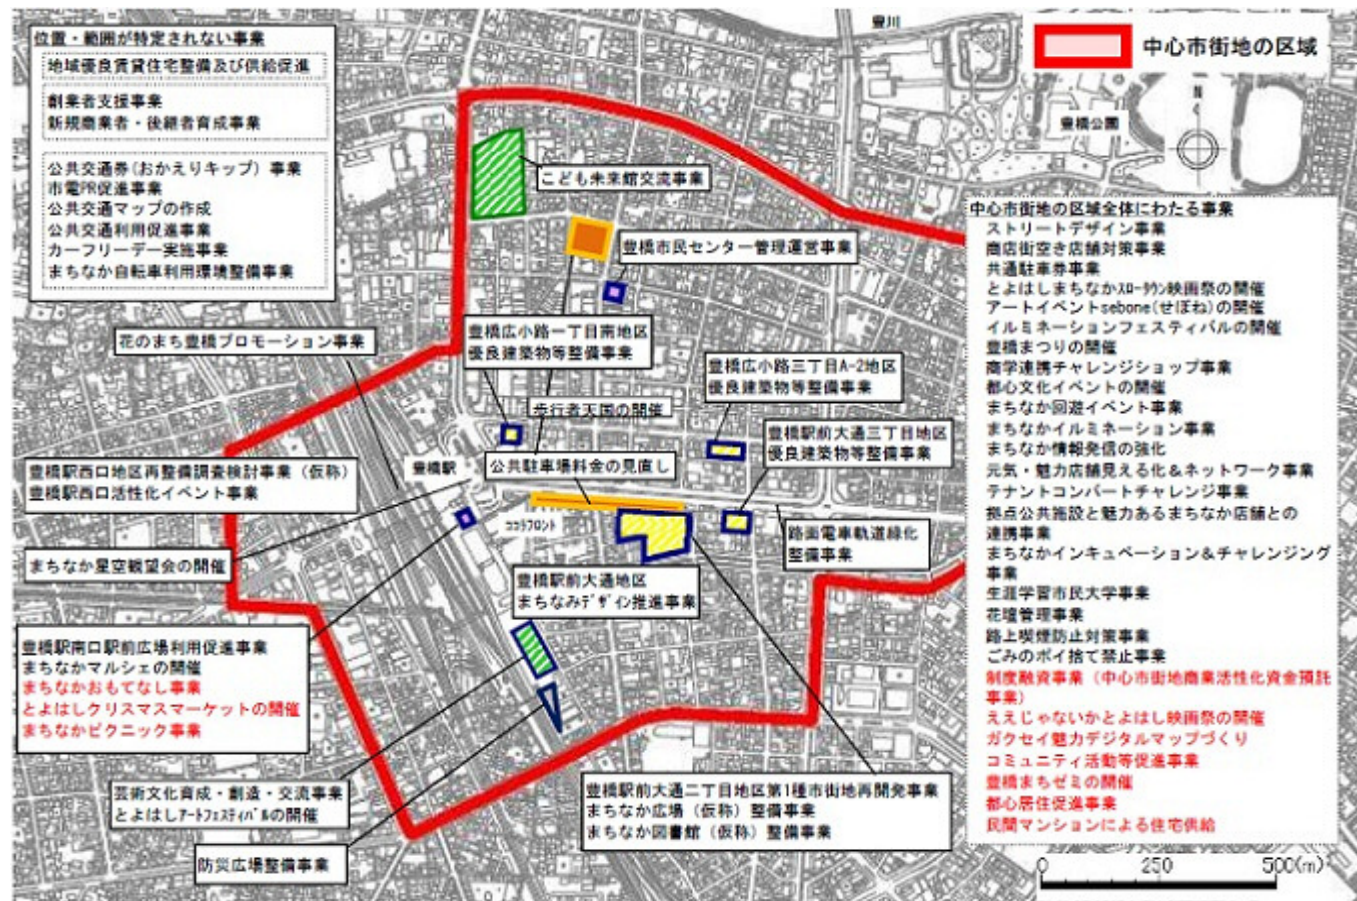 位置・範囲が特定されない事業
地域優良賃貸住宅整備及び供給促進
創業者支援事業
新規商業者・後継者育成事業
公共交通券(おかえりキップ)事業
市電PR促進事業
公共交通マップの作成
公共交通利用促進事業
カーフリーデー実施事業
まちなか自転車利用環境整備事業
豊川
中心市街地の区域
N
豊橋公園
こども未来館交流事業
豊橋市民センター管理運営事業
花のまち豊橋プロモーション事業
豊橋広小路一丁目南地区
優良建築物等整備事業
豊橋広小路三丁目A-2地区
優良建築物等整備事業
歩行者天国の開催
豊橋駅前大通三丁目地区
優良建築物等整備事業
公共駐車場料金の見直し
豊橋駅
豊橋駅西口地区再整備調査検討事業(仮称)
豊橋駅西口活性化イベント事業
ココラフロント
路面電車軌道緑化
整備事業
まちなか星空観望会の開催
豊橋駅前大通地区
まちなみデザイン推進事業
豊橋駅南口駅前広場利用促進事業
まちなかマルシェの開催
まちなかおもてなし事業
とよはしクリスマスマーケットの開催
まちなかピクニック事業
芸術文化育成・創造・交流事業
とよはしアートフェスティバルの開催
防災広場整備事業
豊橋駅前大通二丁目地区第1種市街地再開発事業
まちなか広場(仮称)整備事業
まちなか図書館(仮称)整備事業
中心市街地の区域全体にわたる事業
ストリートデザイン事業
商店街空き店舗対策事業
共通駐車券事業
とよはしまちなかスロータウン映画祭の開催
アートイベントsebone(せぼね)の開催
イルミネーションフェスティバルの開催
豊橋まつりの開催
商学連携チャレンジショップ事業
都心文化イベントの開催
まちなか回遊イベント事業
まちなかイルミネーション事業
まちなか情報発信の強化
元気・魅力店舗見える化&ネットワーク事業
テナントコンバートチャレンジ事業
拠点公共施設と魅力あるまちなか店舗との
連携事業
まちなかインキュベーション&チャレンジング
事業
生涯学習市民大学事業
花壇管理事業
路上喫煙防止対策事業
ごみのポイ捨て禁止事業
制度融資事業(中心市街地商業活性化資金預託
事業)
ええじゃないかとよはし映画祭の開催
ガクセイ魅力デジタルマップづくり
コミュニティ活動等促進事業
豊橋まちゼミの開催
都心居住促進事業
民間マンションによる住宅供給
0 250 500(m)